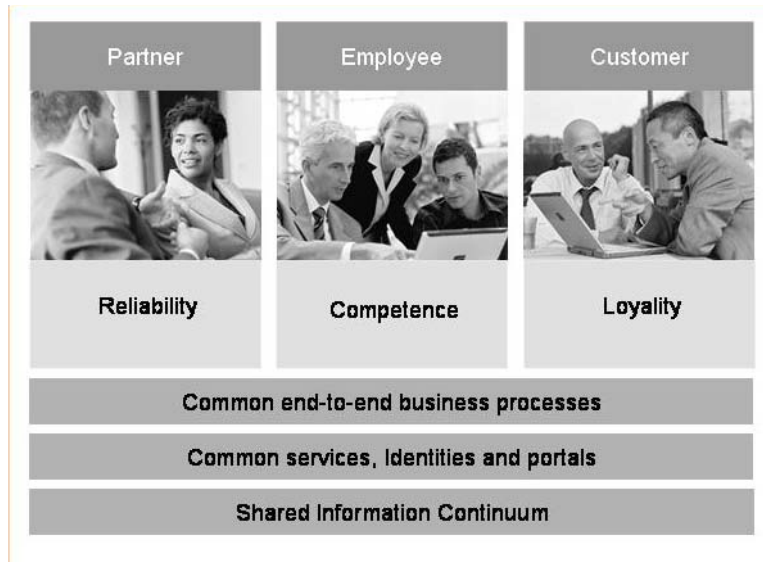 Partner
Employee
Customer
Reliability
Competence
Loyality
Common end-to-end business processes
Common services, Identities and portals
Shared Information Continuum